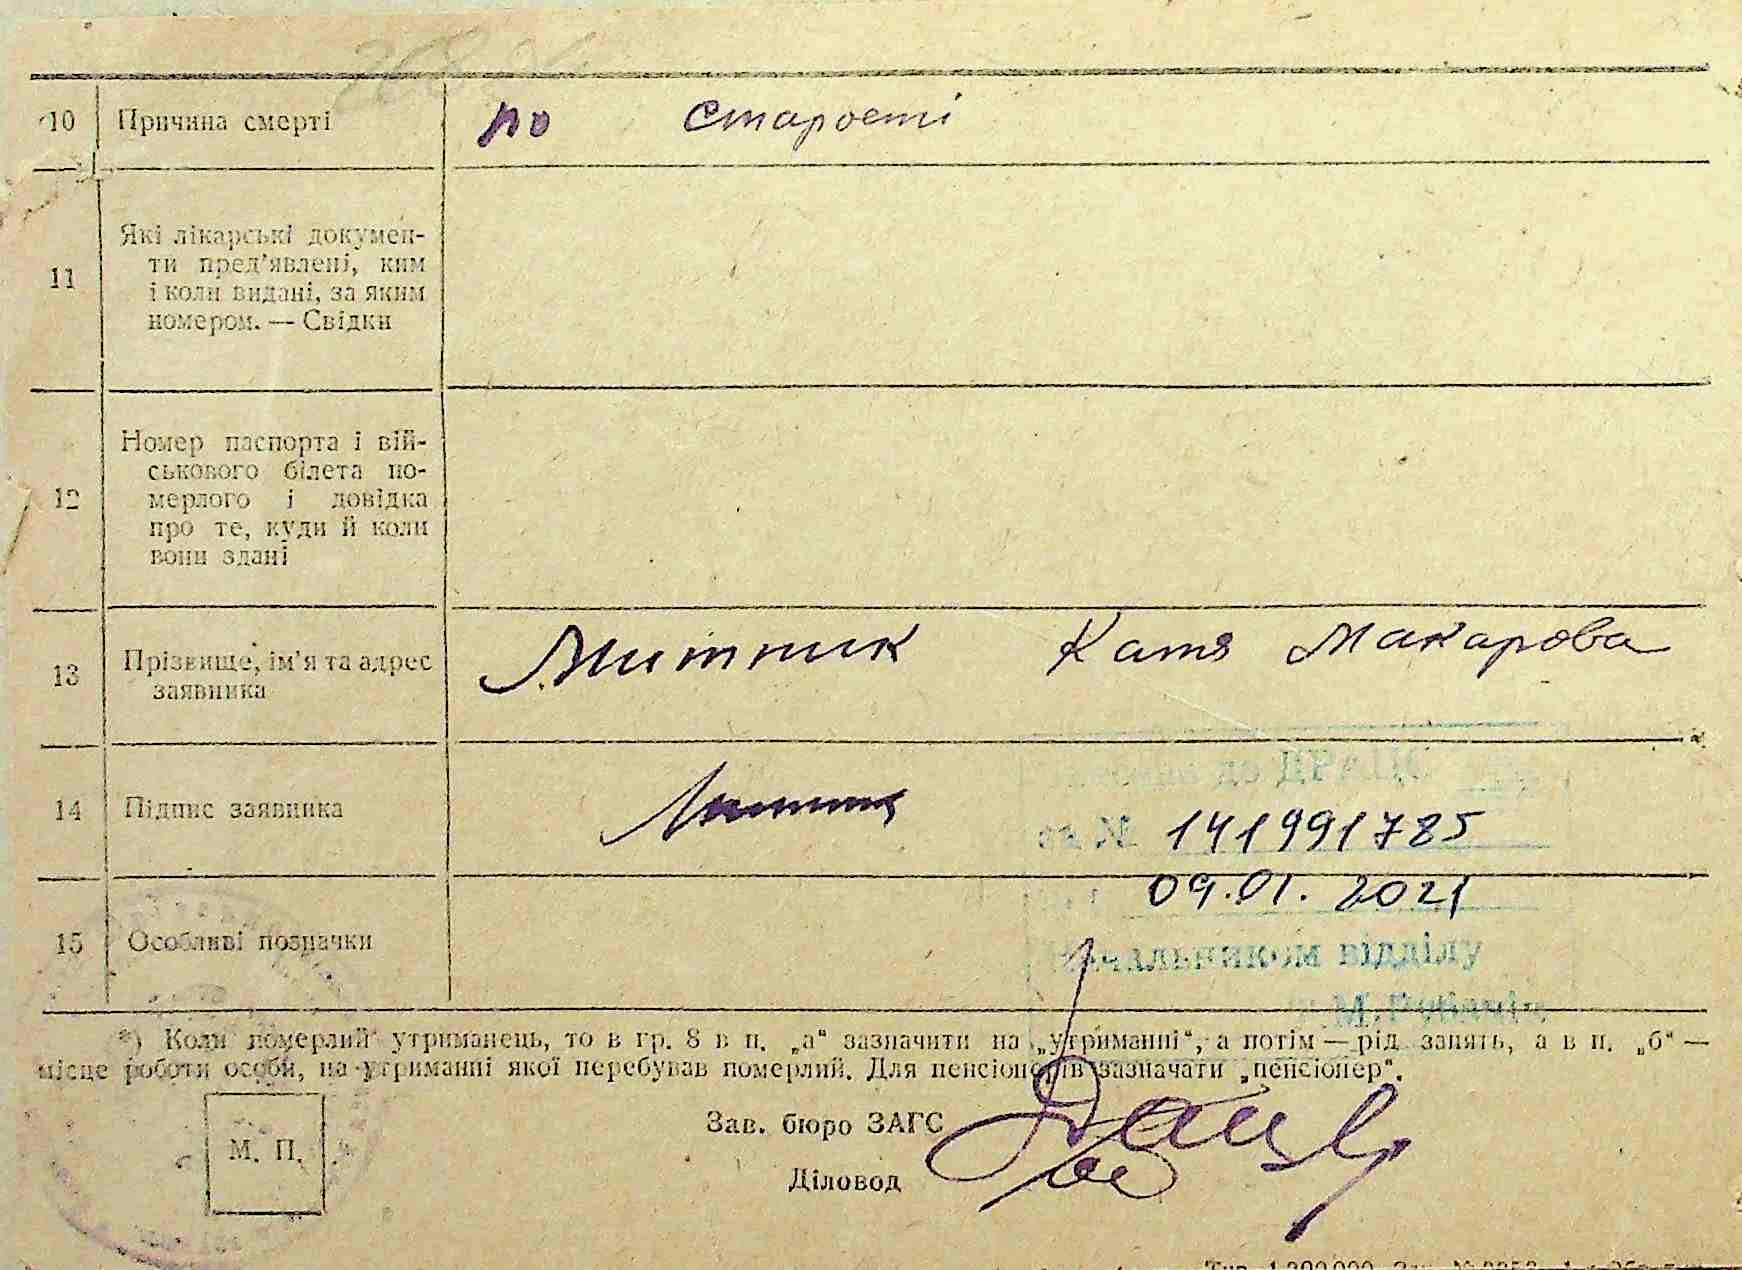 10 Причина смерті по старості
11 Які лікарські докумен-
ти пред'явлені, ким
і коли видані, за яким
номером. — Свідки
12 Номер паспорта і вій-
ськового білета по-
мерлого і довідка
про те, куди й коли
вони здані
13 Прізвище, ім'я та адрес
заявника
Митник Катя Макарова
14 Підпис заявника Митник
до ДРАЦС
за № 141991785
09.01.2021
15 Особливі позначки
Начальником відділу
*) Коли померлий утриманець, то в гр. 8 в п. „а“ зазначити на „утриманні“, а потім — рід занять, а в п. „б“ —
місце роботи особи, на утриманні якої перебував померлий. Для пенсіонерів зазначати „пенсіонер“.
Зав. бюро ЗАГС
М. П.
Діловод